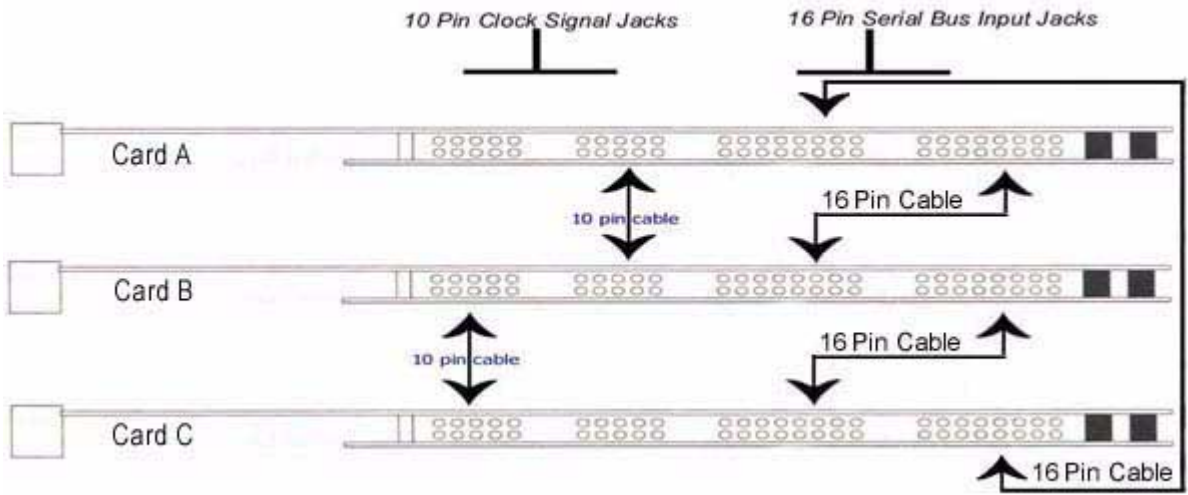 10 Pin Clock Signal Jacks
16 Pin Serial Bus Input Jacks
Card A
10 pin cable
16 Pin Cable
Card B
10 pin cable
16 Pin Cable
Card C
16 Pin Cable